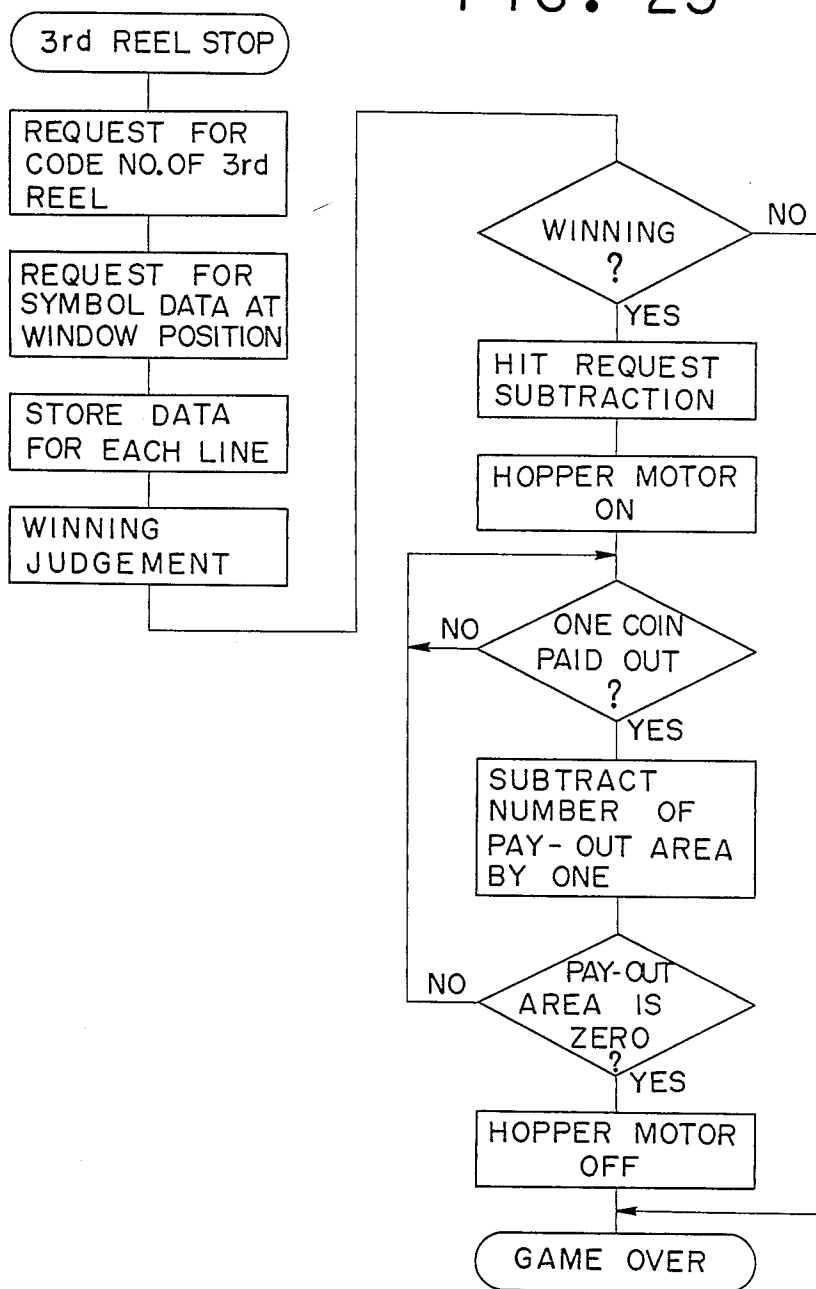 FIG. 25
3rd REEL STOP
REQUEST FOR
CODE NO. OF 3rd
REEL
REQUEST FOR
SYMBOL DATA AT
WINDOW POSITION
STORE DATA
FOR EACH LINE
WINNING
JUDGEMENT
WINNING
?
NO
YES
HIT REQUEST
SUBTRACTION
HOPPER MOTOR
ON
ONE COIN
PAID OUT
?
NO
YES
SUBTRACT
NUMBER OF
PAY-OUT AREA
BY ONE
PAY-OUT
AREA IS
ZERO
?
NO
YES
HOPPER MOTOR
OFF
GAME OVER